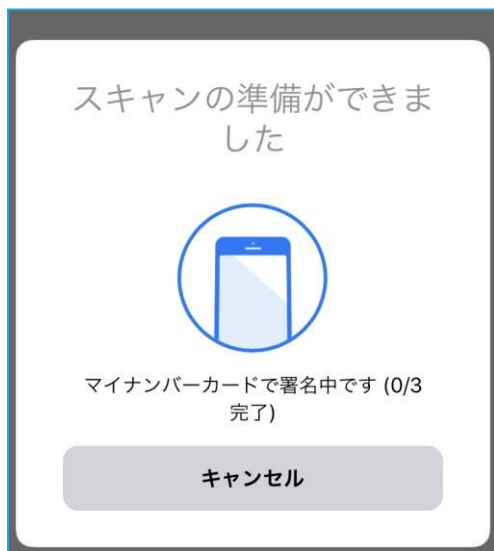 スキャンの準備ができま
した
マイナンバーカードで署名中です (0/3
完了)
キャンセル